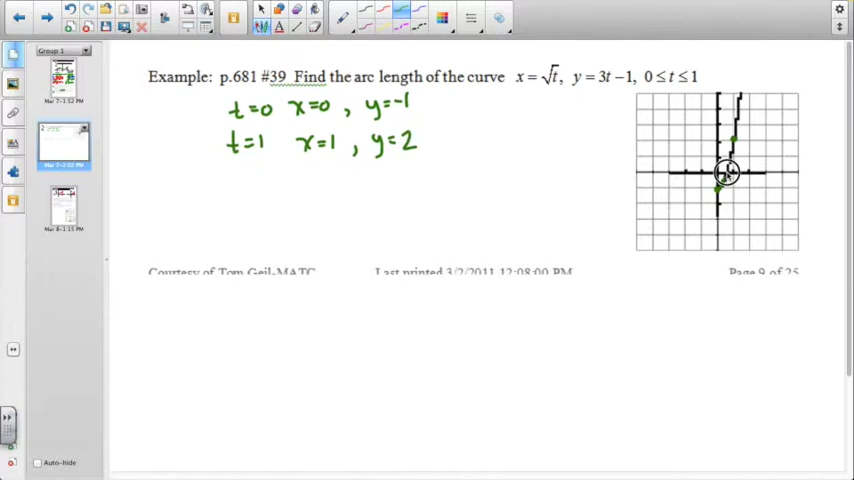 Group 1
Mar 7-1:12 PM
2
Mar 7-2:02 PM
Mar 8-1:15 PM
Auto-hide
Example: p.681 #39 Find the arc length of the curve x = √t, y = 3t − 1, 0 ≤ t ≤ 1
t=0 x=0 , y=-1
t=1 x=1 , y=2
Courtesy of Tom Geil-MATC Last printed 3/2/2011 12:08:00 PM Page 9 of 25